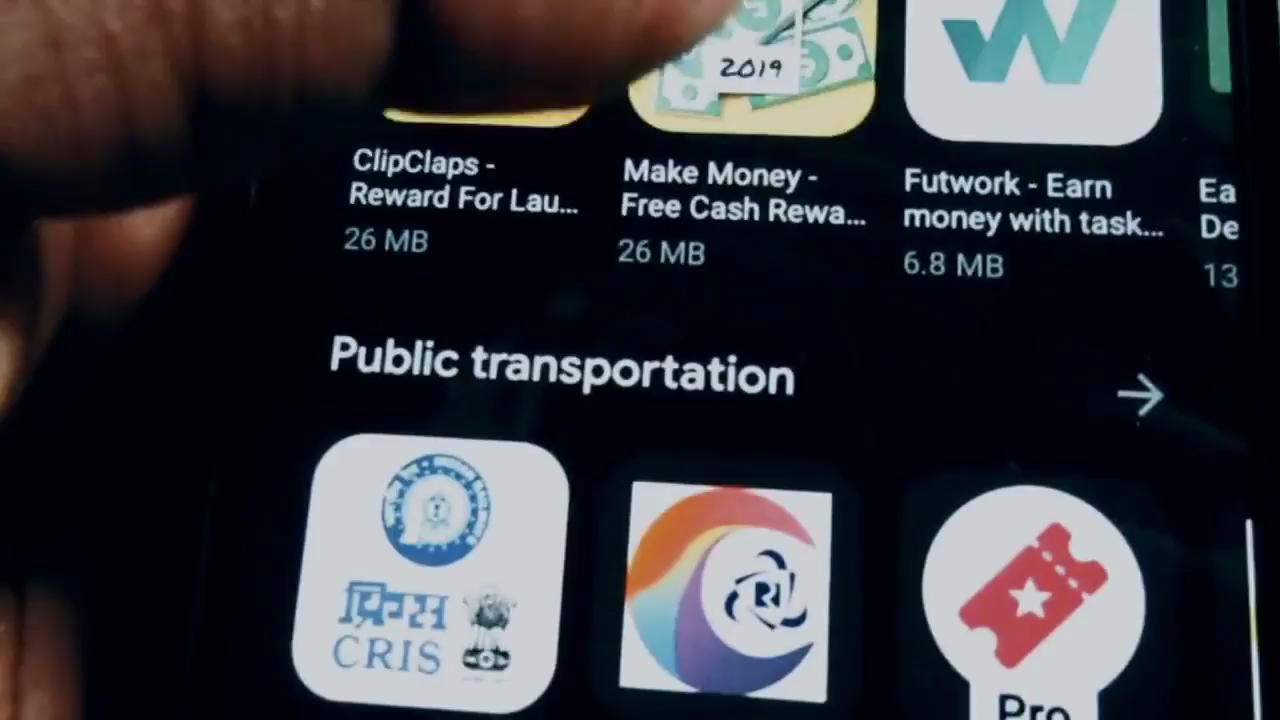 2019
ClipClaps -
Reward For Lau...
26 MB
Make Money -
Free Cash Rewa...
26 MB
Futwork - Earn
money with task...
6.8 MB
Ea
De
13
Public transportation
क्रिस
CRIS
Pro